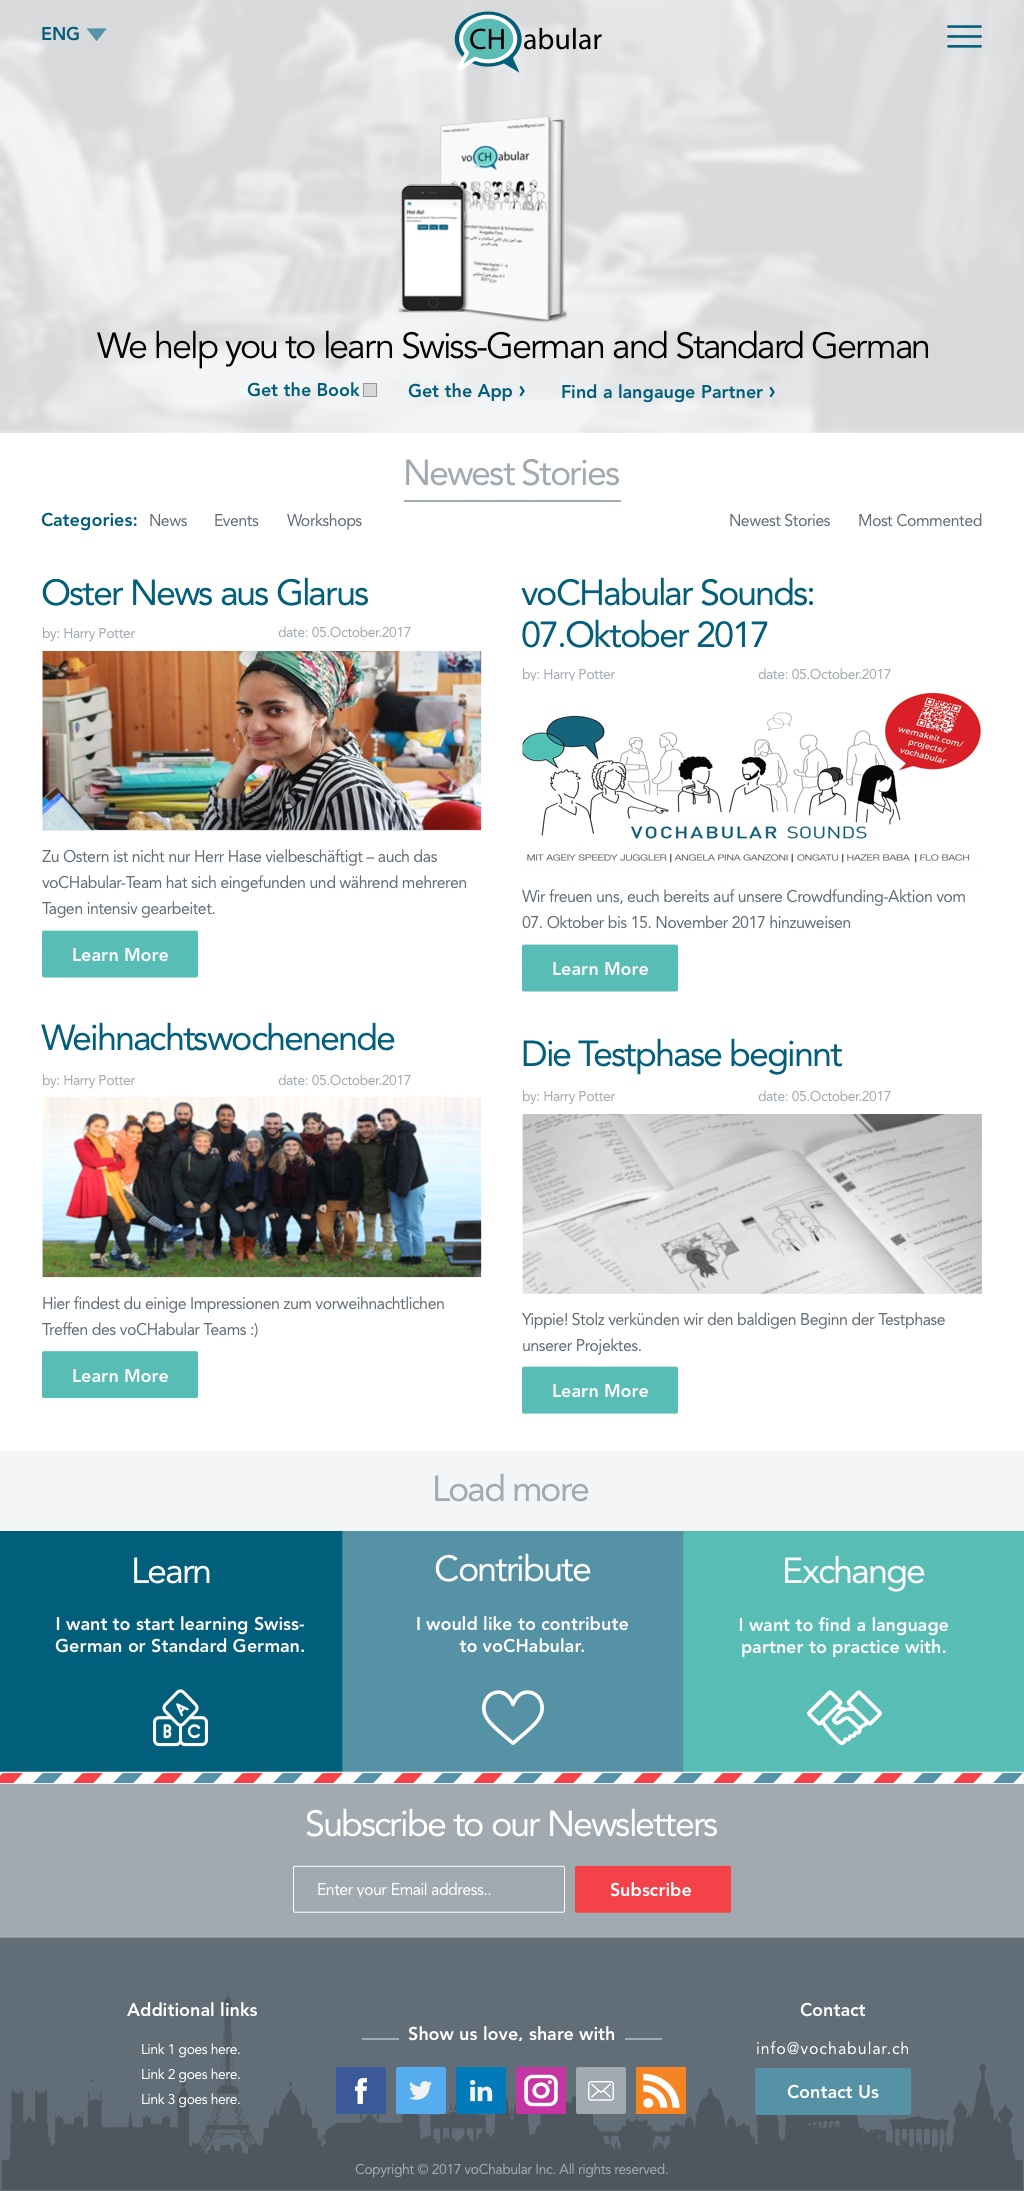 ENG
CHabular
voCHabular
Hoi du!
We help you to learn Swiss-German and Standard German
Get the Book
Get the App ›
Find a langauge Partner ›
Newest Stories
Categories: News Events Workshops
Newest Stories Most Commented
Oster News aus Glarus
by: Harry Potter date: 05.October.2017
Zu Ostern ist nicht nur Herr Hase vielbeschäftigt – auch das
voCHabular-Team hat sich eingefunden und während mehreren
Tagen intensiv gearbeitet.
Learn More
voCHabular Sounds:
07.Oktober 2017
by: Harry Potter date: 05.October.2017
wemakeit.com/
projects/
vochabular
VOCHABULAR SOUNDS
MIT AGEIY SPEEDY JUGGLER | ANGELA PINA GANZONI | ONGATU | HAZER BABA | FLO BACH
Wir freuen uns, euch bereits auf unsere Crowdfunding-Aktion vom
07. Oktober bis 15. November 2017 hinzuweisen
Learn More
Weihnachtswochenende
by: Harry Potter date: 05.October.2017
Hier findest du einige Impressionen zum vorweihnachtlichen
Treffen des voCHabular Teams :)
Learn More
Die Testphase beginnt
by: Harry Potter date: 05.October.2017
Yippie! Stolz verkünden wir den baldigen Beginn der Testphase
unserer Projektes.
Learn More
Load more
Learn
I want to start learning Swiss-
German or Standard German.
A
B C
Contribute
I would like to contribute
to voCHabular.
Exchange
I want to find a language
partner to practice with.
Subscribe to our Newsletters
Enter your Email address..
Subscribe
Additional links
Link 1 goes here.
Link 2 goes here.
Link 3 goes here.
Show us love, share with
f
in
Contact
info@vochabular.ch
Contact Us
Copyright © 2017 voChabular Inc. All rights reserved.